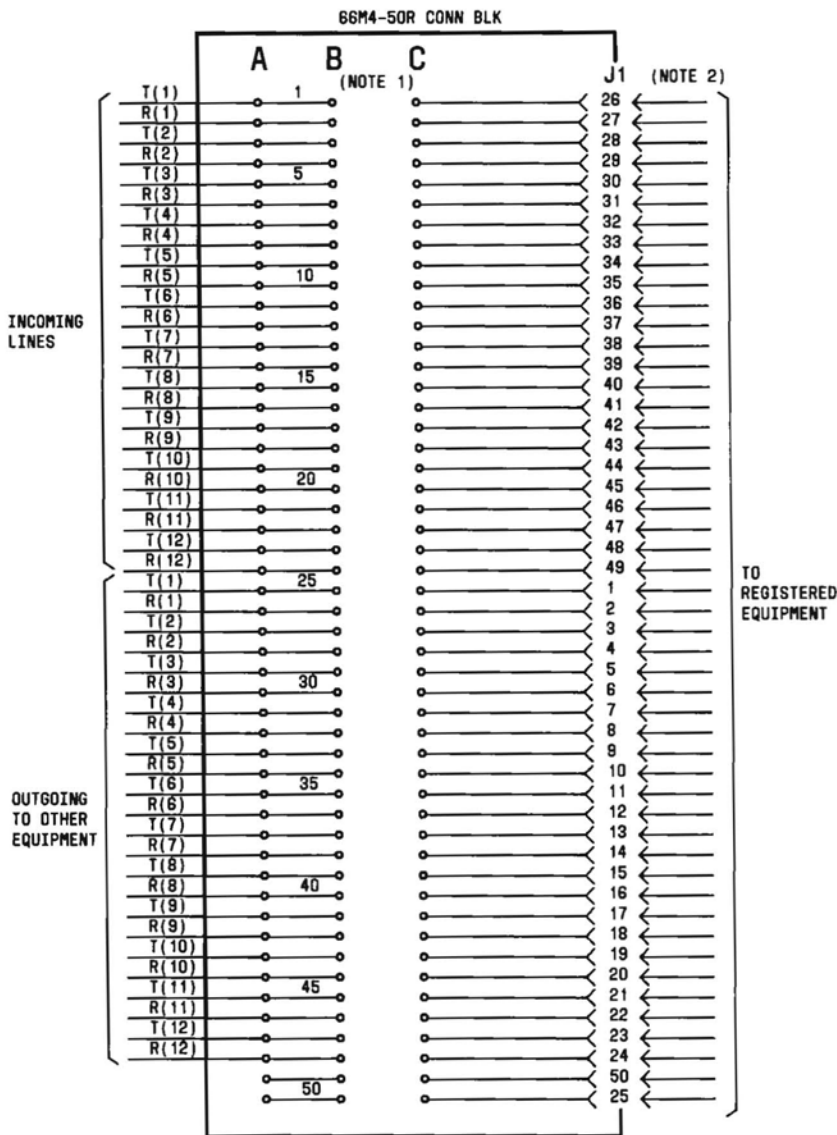 66M4-50R CONN BLK
A B C
(NOTE 1) J1 (NOTE 2)
T(1) 1 26
R(1) 27
T(2) 28
R(2) 29
T(3) 5 30
R(3) 31
T(4) 32
R(4) 33
T(5) 34
R(5) 10 35
T(6) 36
R(6) 37
T(7) 38
R(7) 39
T(8) 15 40
R(8) 41
T(9) 42
R(9) 43
T(10) 44
R(10) 20 45
T(11) 46
R(11) 47
T(12) 48
R(12) 49
INCOMING
LINES
T(1) 25 1
R(1) 2
T(2) 3
R(2) 4
T(3) 5
R(3) 30 6
T(4) 7
R(4) 8
T(5) 9
R(5) 10
T(6) 35 11
R(6) 12
T(7) 13
R(7) 14
T(8) 15
R(8) 40 16
T(9) 17
R(9) 18
T(10) 19
R(10) 20
T(11) 45 21
R(11) 22
T(12) 23
R(12) 24
50
50 25
OUTGOING
TO OTHER
EQUIPMENT
TO
REGISTERED
EQUIPMENT